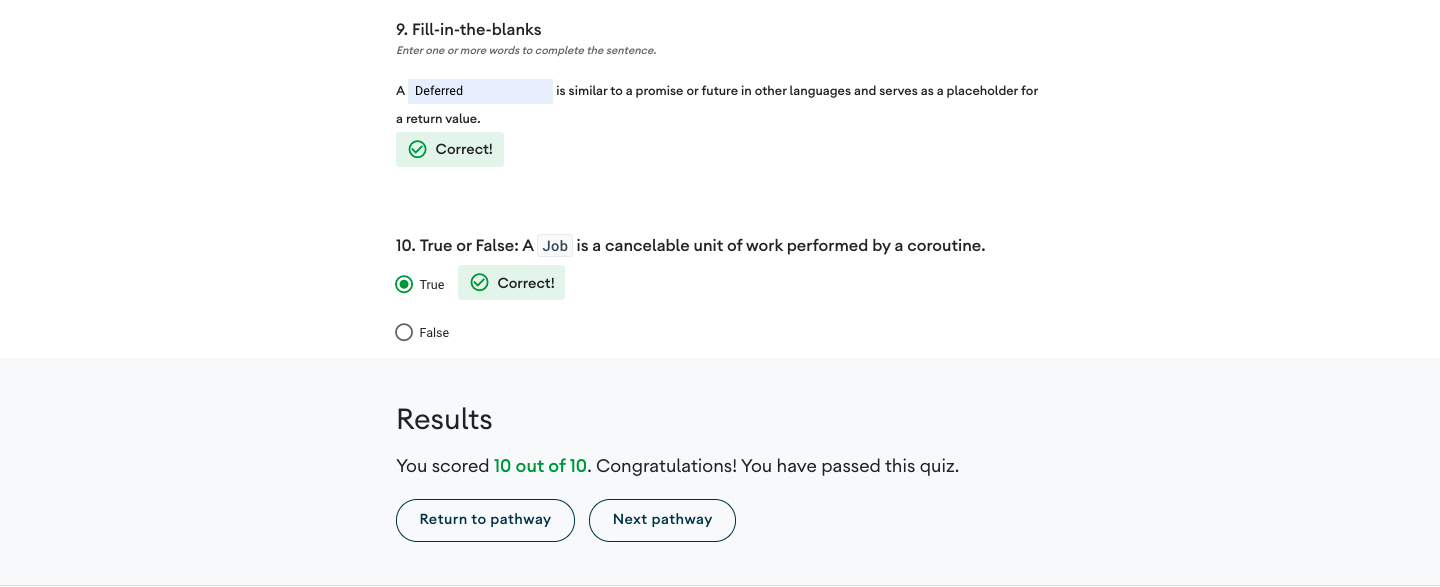 9. Fill-in-the-blanks
Enter one or more words to complete the sentence.
A Deferred is similar to a promise or future in other languages and serves as a placeholder for
a return value.
Correct!
10. True or False: A Job is a cancelable unit of work performed by a coroutine.
True Correct!
False
Results
You scored 10 out of 10. Congratulations! You have passed this quiz.
Return to pathway Next pathway